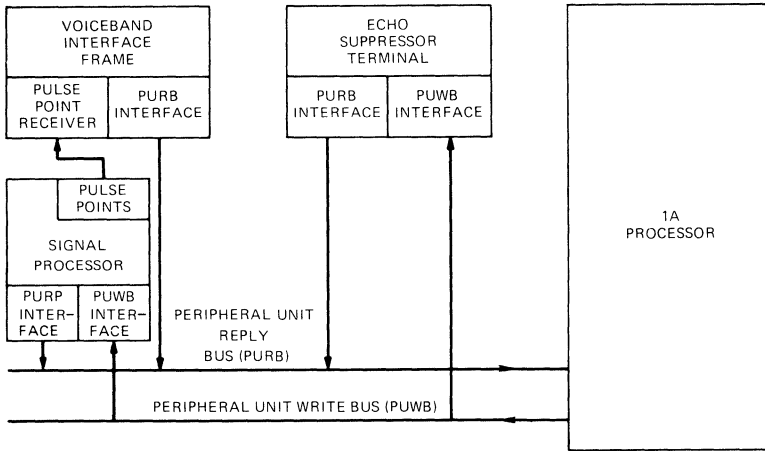 VOICEBAND
INTERFACE
FRAME
PULSE
POINT
RECEIVER
PURB
INTERFACE
ECHO
SUPPRESSOR
TERMINAL
PURB
INTERFACE
PUWB
INTERFACE
1A
PROCESSOR
PULSE
POINTS
SIGNAL
PROCESSOR
PURP
INTER–
FACE
PUWB
INTER–
FACE
PERIPHERAL UNIT
REPLY
BUS (PURB)
PERIPHERAL UNIT WRITE BUS (PUWB)